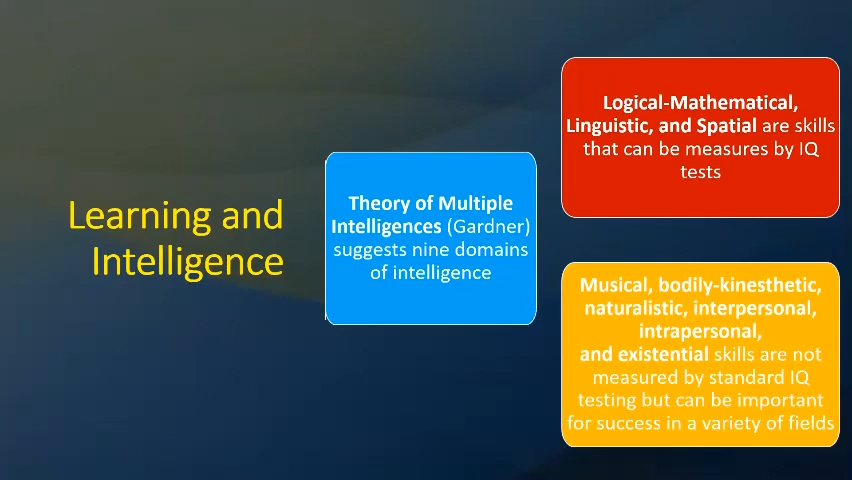 Learning and
Intelligence
Theory of Multiple
Intelligences (Gardner)
suggests nine domains
of intelligence
Logical-Mathematical,
Linguistic, and Spatial are skills
that can be measures by IQ
tests
Musical, bodily-kinesthetic,
naturalistic, interpersonal,
intrapersonal,
and existential skills are not
measured by standard IQ
testing but can be important
for success in a variety of fields